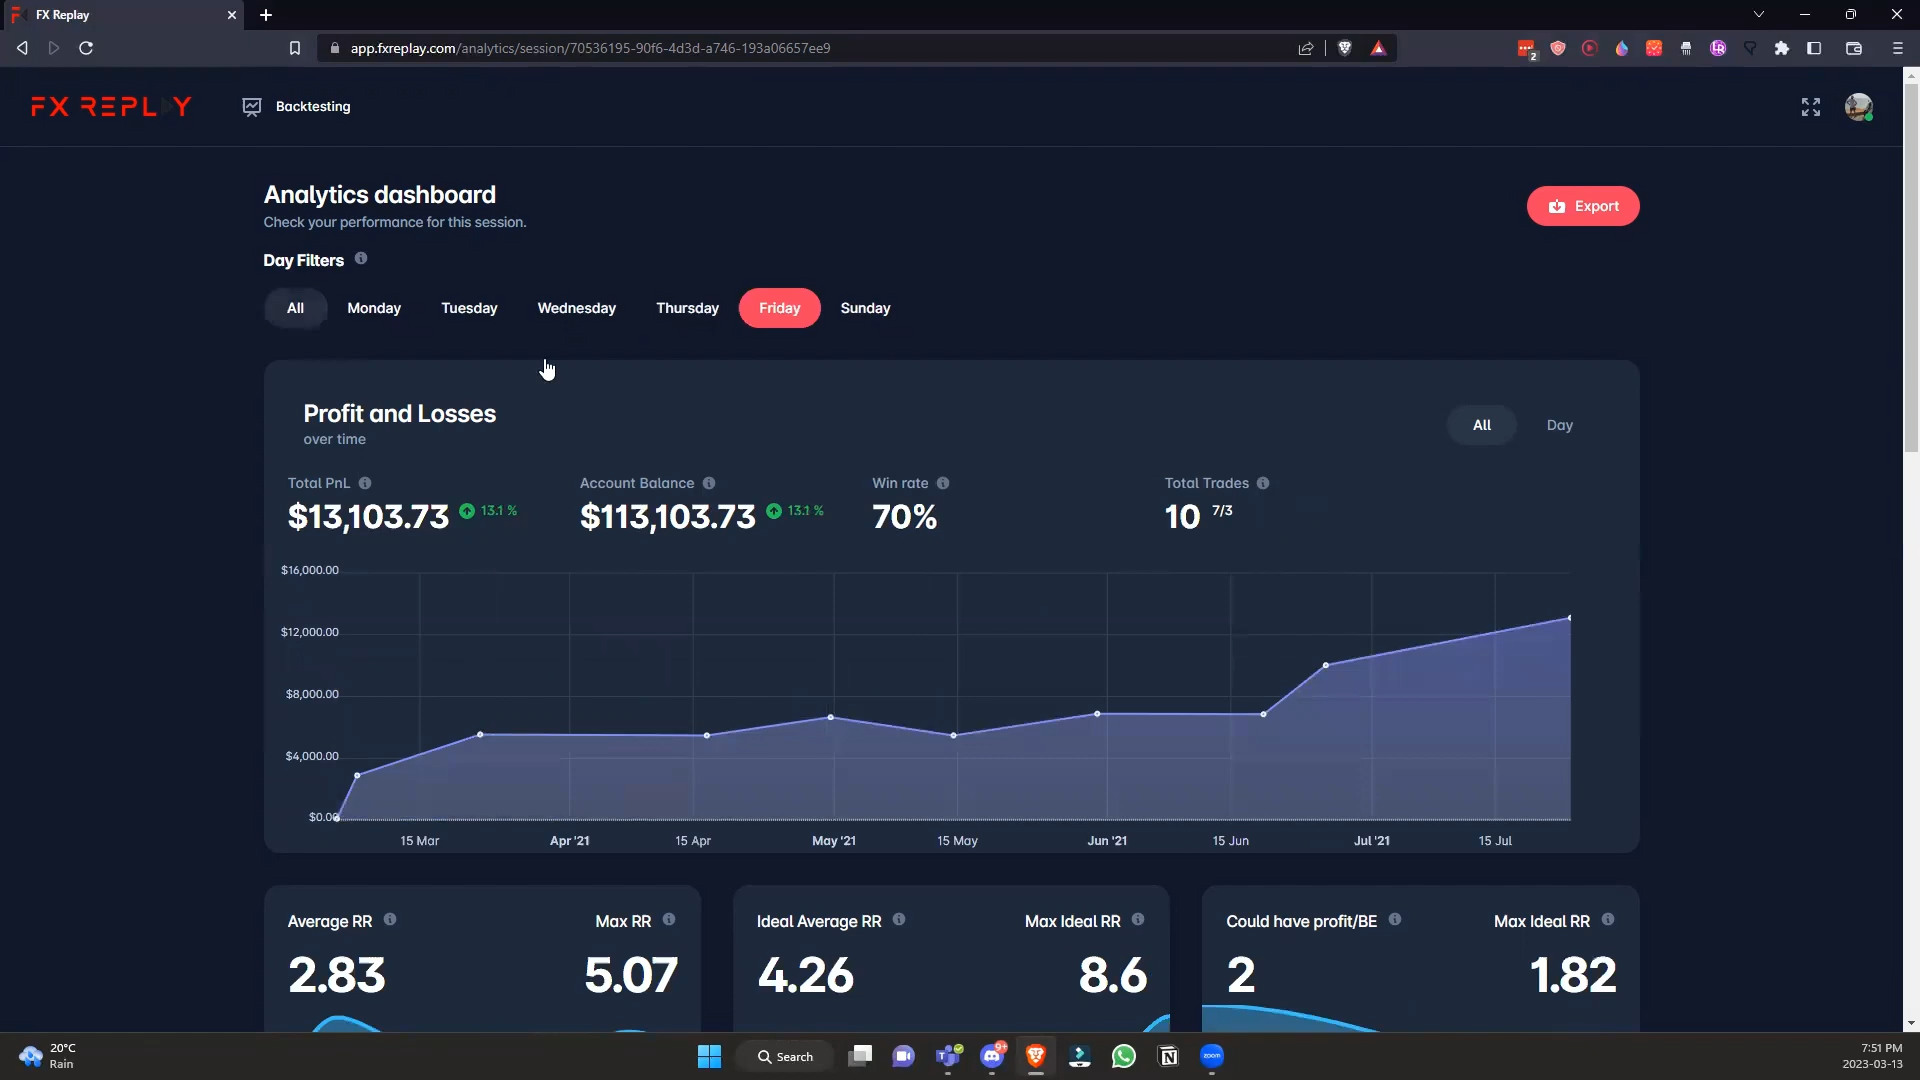 FX Replay
app.fxreplay.com/analytics/session/70536195-90f6-4d3d-a746-193a06657ee9
2
FX REPLAY
Backtesting
Analytics dashboard
Check your performance for this session.
Export
Day Filters
All Monday Tuesday Wednesday Thursday Friday Sunday
Profit and Losses
over time
All Day
Total PnL
$13,103.73 13.1 %
Account Balance
$113,103.73 13.1 %
Win rate
70%
Total Trades
10 7/3
$16,000.00
$12,000.00
$8,000.00
$4,000.00
$0.00
15 Mar Apr '21 15 Apr May '21 15 May Jun '21 15 Jun Jul '21 15 Jul
Average RR Max RR
2.83 5.07
Ideal Average RR Max Ideal RR
4.26 8.6
Could have profit/BE Max Ideal RR
2 1.82
20°C
Rain
Search
9+
zoom
7:51 PM
2023-03-13